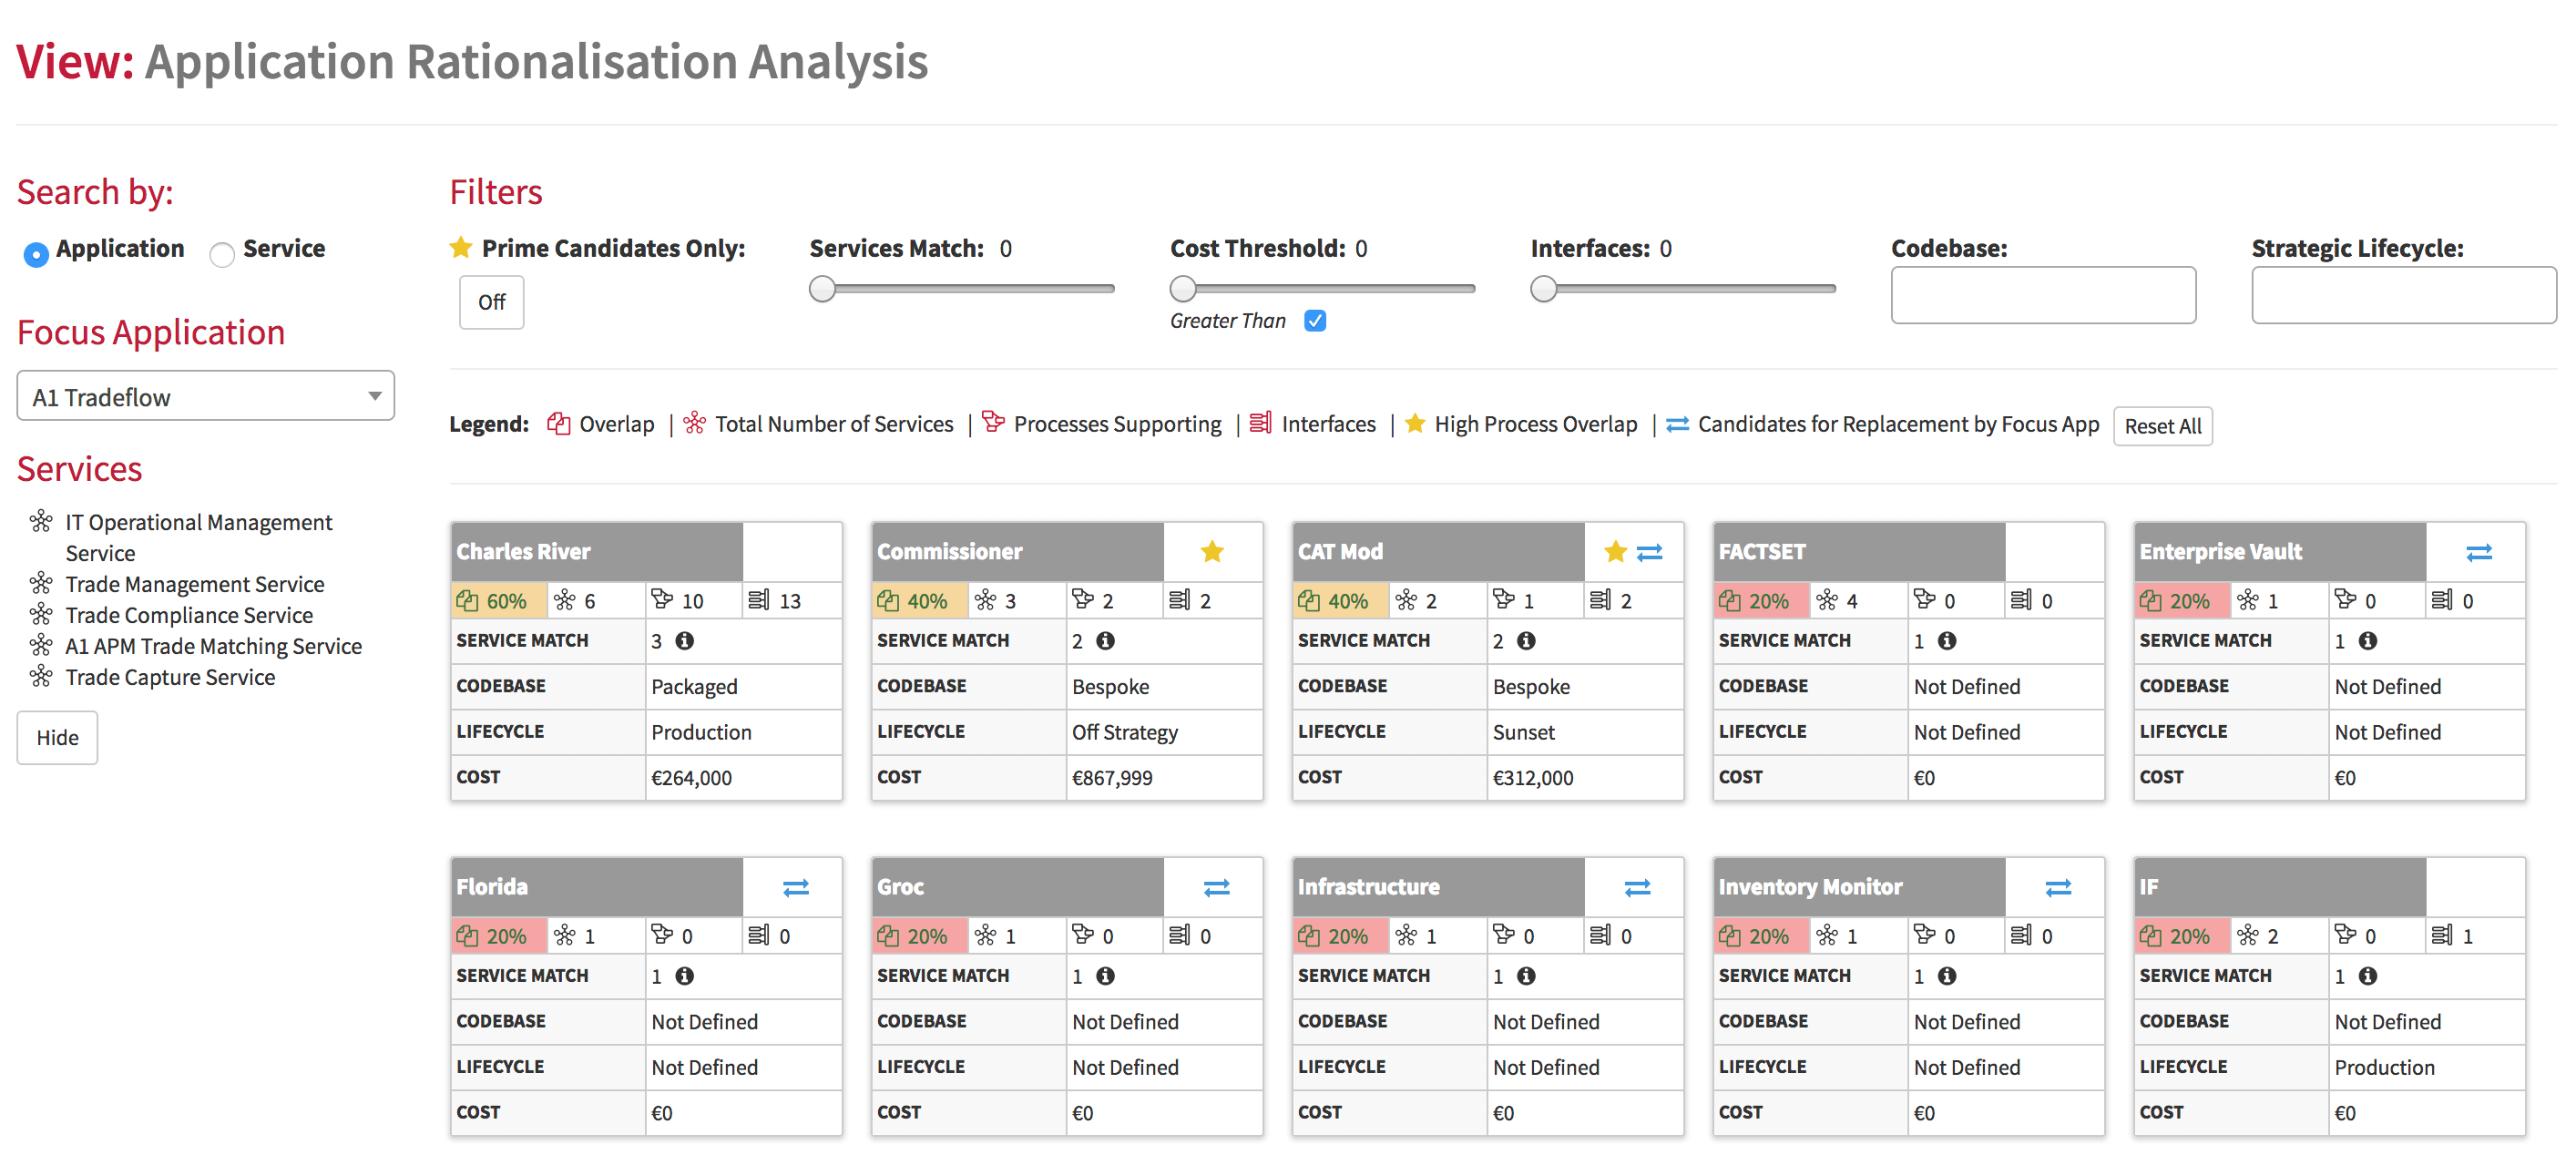 View: Application Rationalisation Analysis
Search by:
Application Service
Focus Application
A1 Tradeflow
Services
IT Operational Management
Service
Trade Management Service
Trade Compliance Service
A1 APM Trade Matching Service
Trade Capture Service
Hide
Filters
Prime Candidates Only: Services Match: 0 Cost Threshold: 0 Interfaces: 0 Codebase: Strategic Lifecycle:
Off
Greater Than
Legend: Overlap | Total Number of Services | Processes Supporting | Interfaces | High Process Overlap | Candidates for Replacement by Focus App Reset All
Charles River
60% 6 10 13
SERVICE MATCH 3
CODEBASE Packaged
LIFECYCLE Production
COST €264,000
Commissioner
40% 3 2 2
SERVICE MATCH 2
CODEBASE Bespoke
LIFECYCLE Off Strategy
COST €867,999
CAT Mod
40% 2 1 2
SERVICE MATCH 2
CODEBASE Bespoke
LIFECYCLE Sunset
COST €312,000
FACTSET
20% 4 0 0
SERVICE MATCH 1
CODEBASE Not Defined
LIFECYCLE Not Defined
COST €0
Enterprise Vault
20% 1 0 0
SERVICE MATCH 1
CODEBASE Not Defined
LIFECYCLE Not Defined
COST €0
Florida
20% 1 0 0
SERVICE MATCH 1
CODEBASE Not Defined
LIFECYCLE Not Defined
COST €0
Groc
20% 1 0 0
SERVICE MATCH 1
CODEBASE Not Defined
LIFECYCLE Not Defined
COST €0
Infrastructure
20% 1 0 0
SERVICE MATCH 1
CODEBASE Not Defined
LIFECYCLE Not Defined
COST €0
Inventory Monitor
20% 1 0 0
SERVICE MATCH 1
CODEBASE Not Defined
LIFECYCLE Not Defined
COST €0
IF
20% 2 0 1
SERVICE MATCH 1
CODEBASE Not Defined
LIFECYCLE Production
COST €0